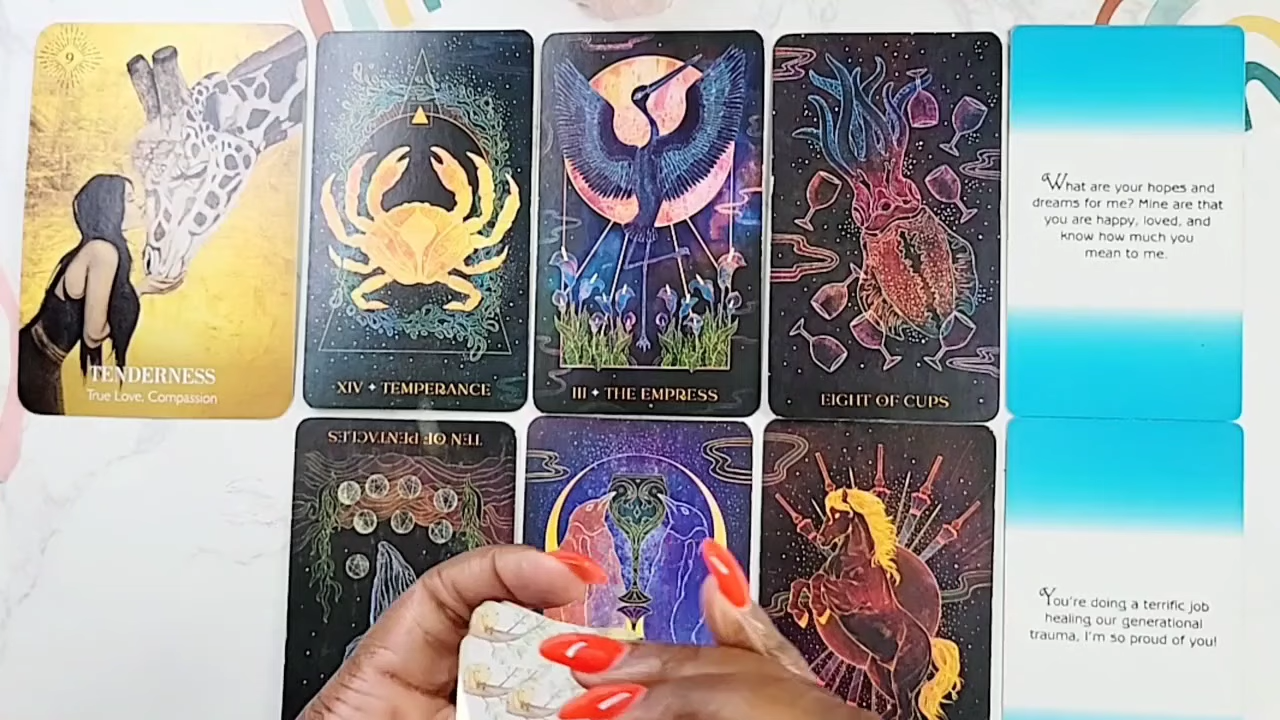 9
TENDERNESS
True Love, Compassion
XIV ✦ TEMPERANCE
III ✦ THE EMPRESS
EIGHT OF CUPS
What are your hopes and
dreams for me? Mine are that
you are happy, loved, and
know how much you
mean to me.
TEN OF PENTACLES
You're doing a terrific job
healing our generational
trauma, I'm so proud of you!